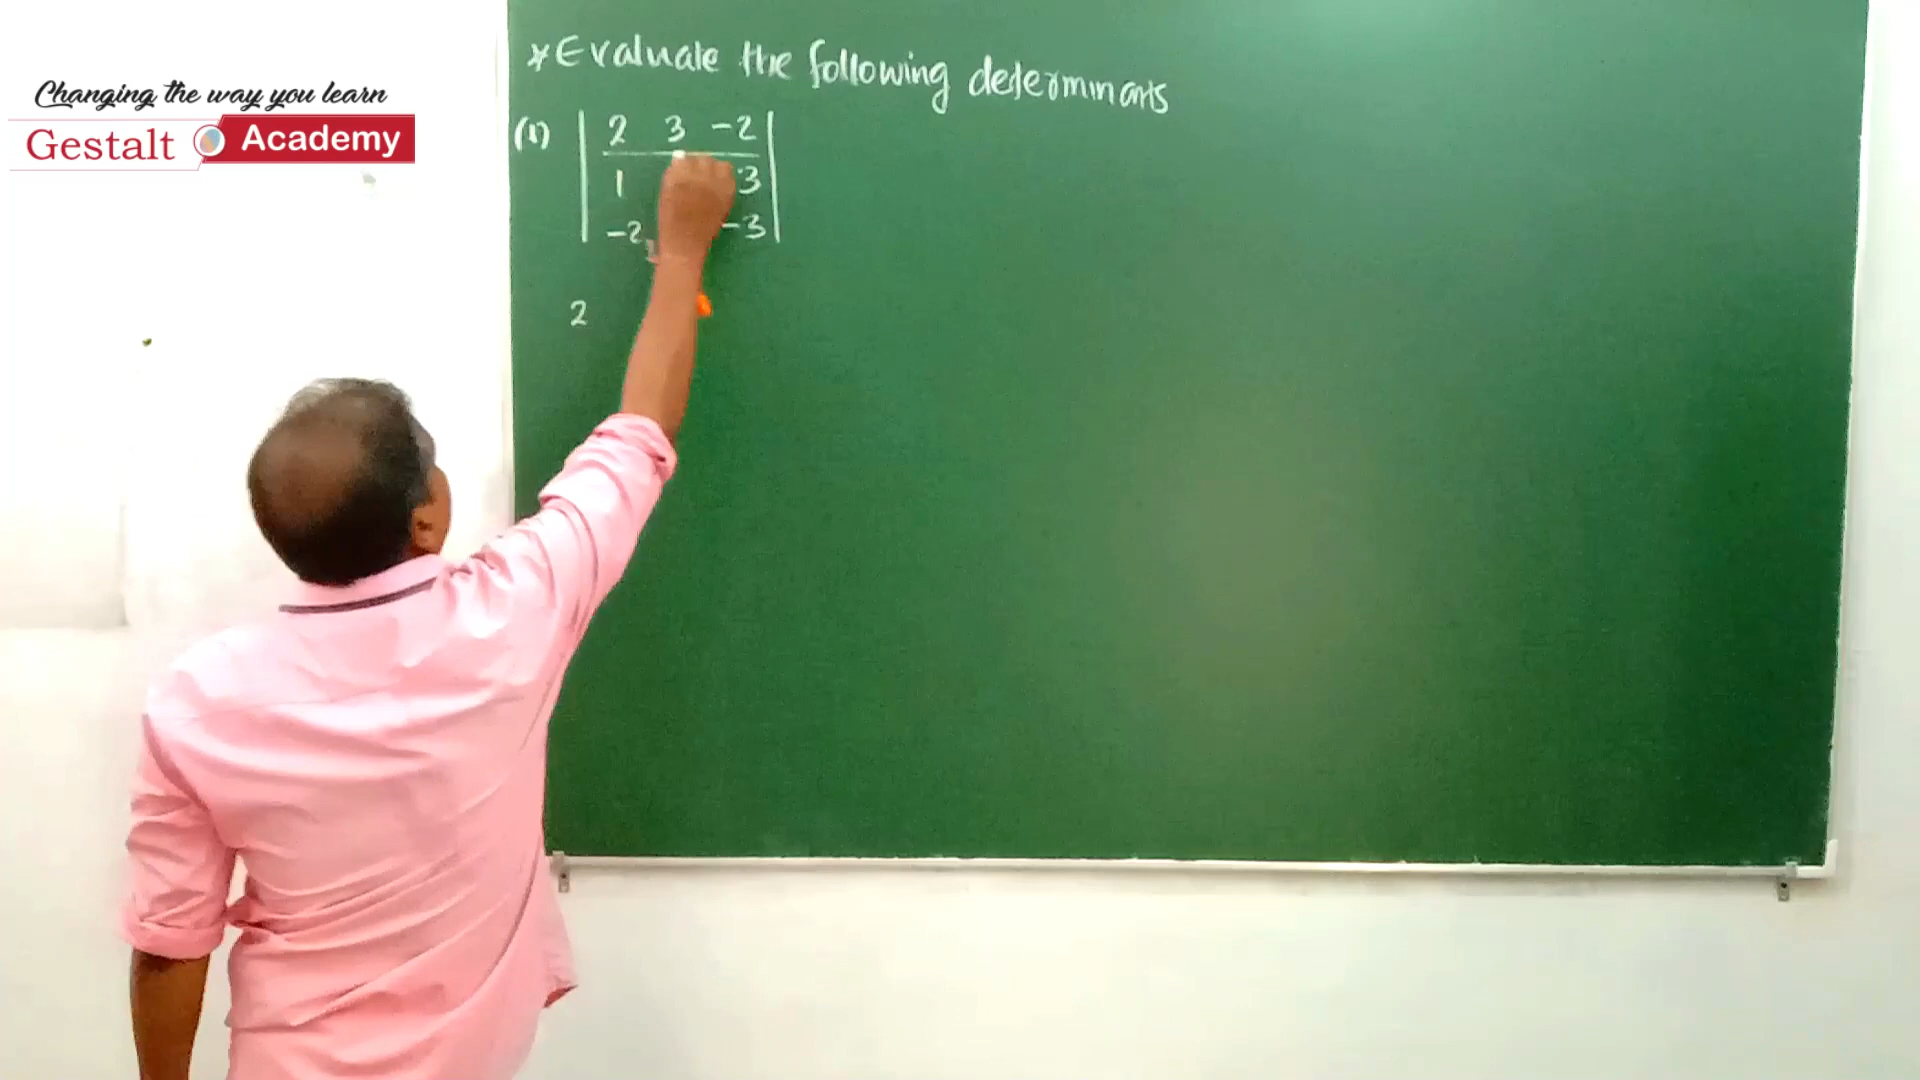 Changing the way you learn
Gestalt Academy
*Evaluate the following determinants
(1) | 2 3 -2 |
1 3
-2 -3
2